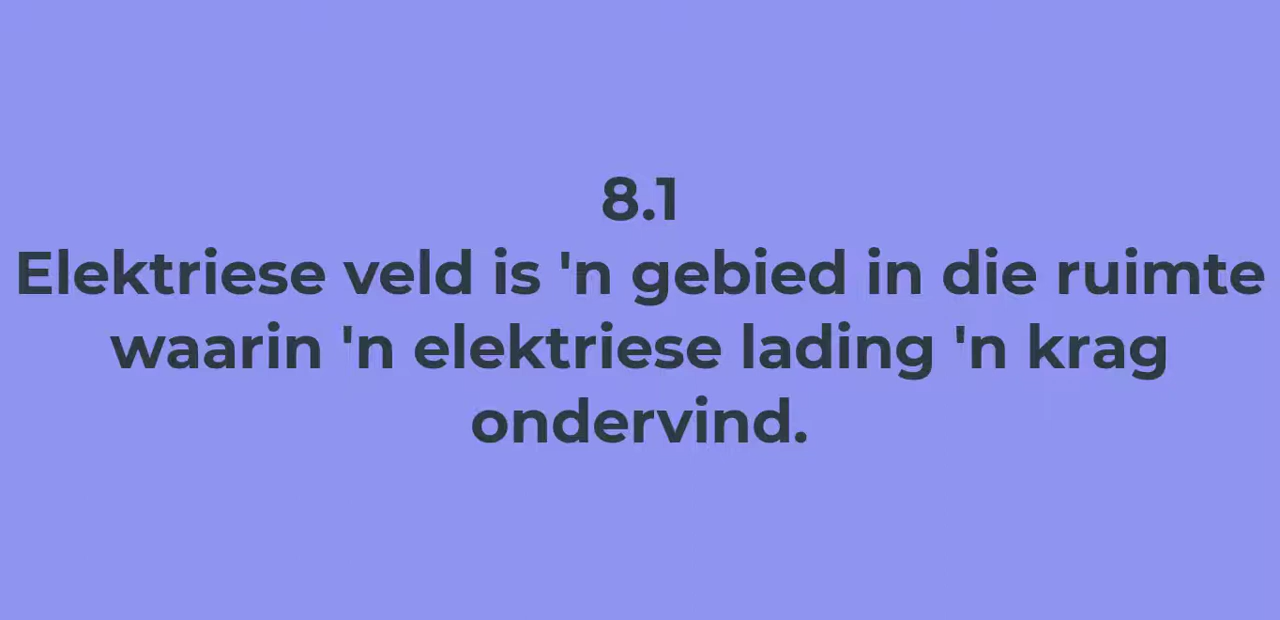 8.1
Elektriese veld is 'n gebied in die ruimte
waarin 'n elektriese lading 'n krag
ondervind.